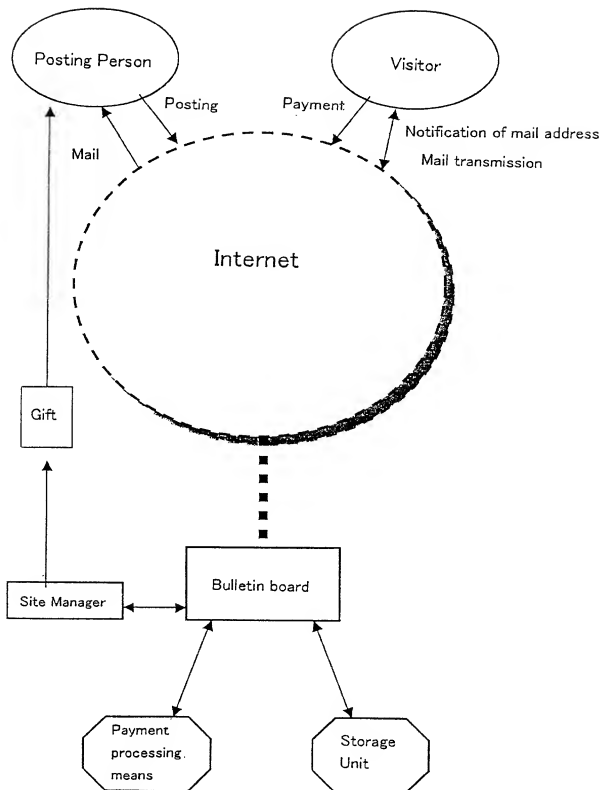 Posting Person
Visitor
Posting
Payment
Notification of mail address
Mail
Mail transmission
Internet
Gift
Bulletin board
Site Manager
Payment
processing.
means
Storage
Unit